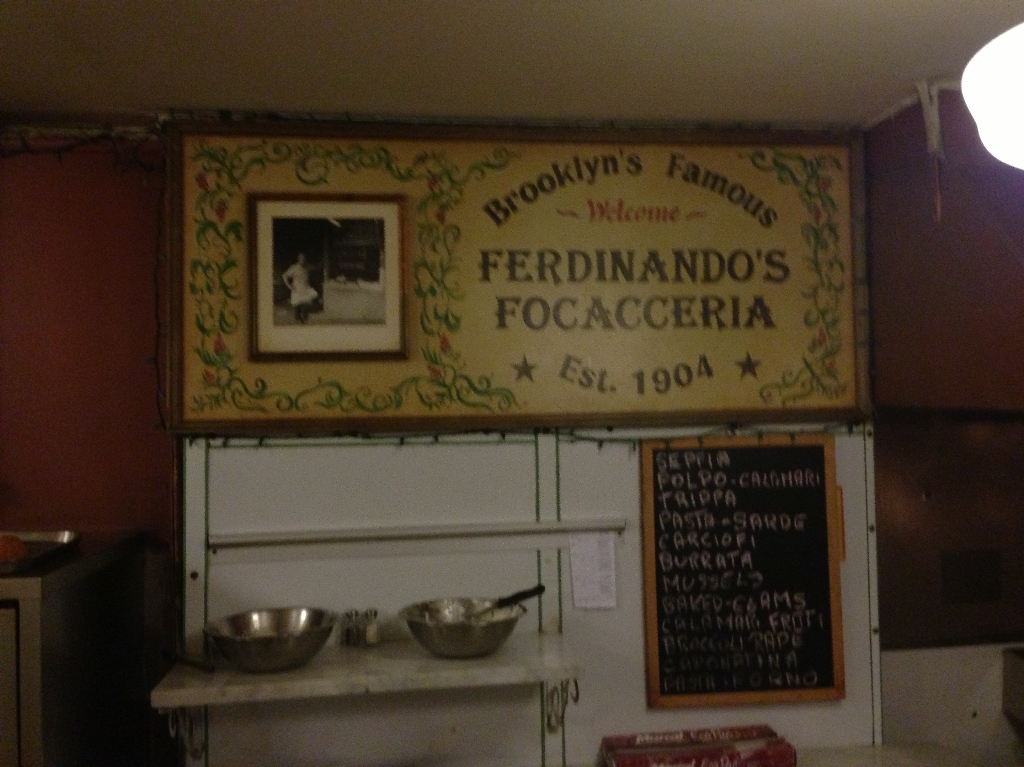 Brooklyn's Famous
Welcome
FERDINANDO'S
FOCACCERIA
Est. 1904
SEPPIA
POLPO-CALAMARI
TRIPPA
PASTA-SARDE
CARCIOFI
BURRATA
MUSSELS
BAKED-CLAMS
CALAMARI FRITI
BROCCOLI RAPE
CAPONATINA
PASTA-FORNO